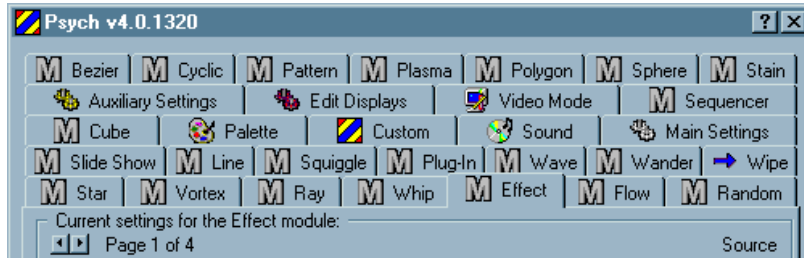 Psych v4.0.1320
Bezier Cyclic Pattern Plasma Polygon Sphere Stain
Auxiliary Settings Edit Displays Video Mode Sequencer
Cube Palette Custom Sound Main Settings
Slide Show Line Squiggle Plug-In Wave Wander Wipe
Star Vortex Ray Whip Effect Flow Random
Current settings for the Effect module:
Page 1 of 4 Source